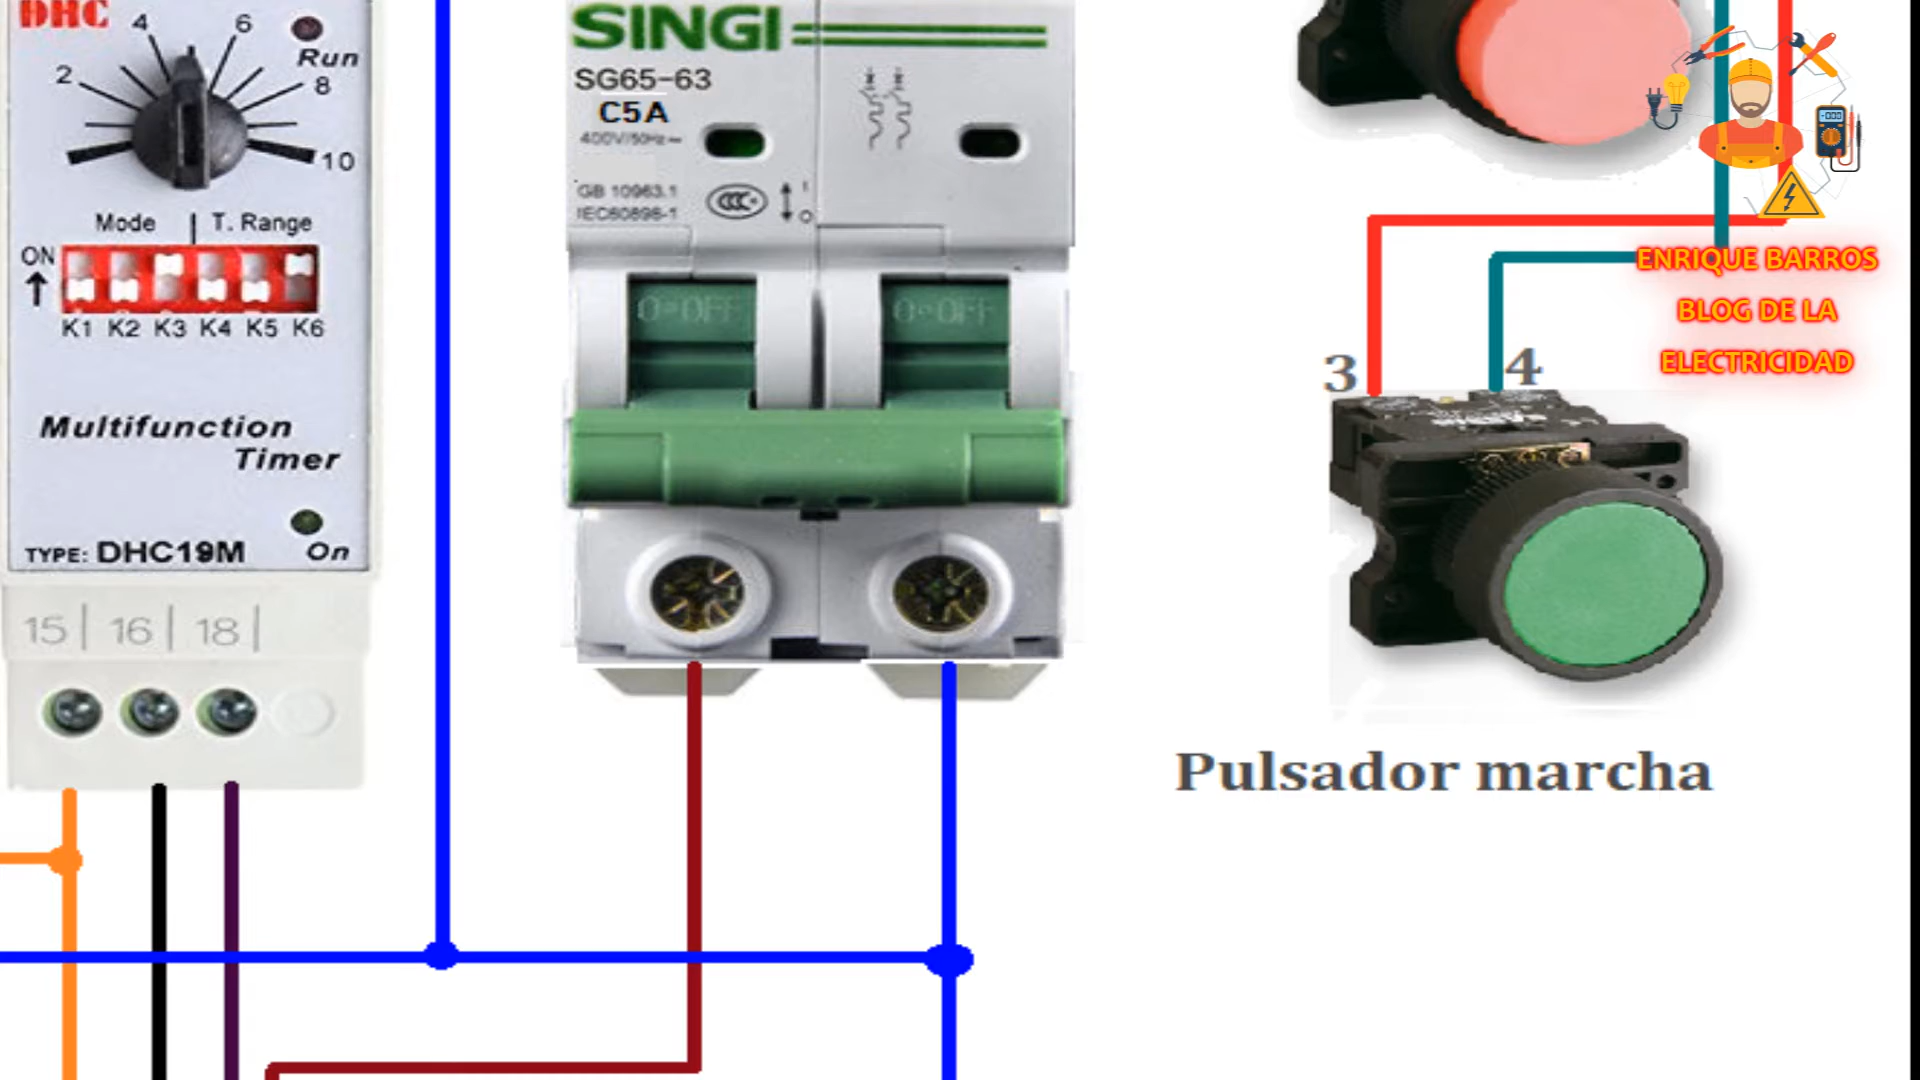 DHC
2
4
6
8
10
Run
Mode | T. Range
ON
K1 K2 K3 K4 K5 K6
Multifunction
Timer
TYPE: DHC19M
On
15 | 16 | 18 |
SINGI
SG65-63
C5A
400V/50Hz~
GB 10963.1
IEC60898-1
CCC
I
O
O-OFF
O-OFF
3
4
Pulsador marcha
ENRIQUE BARROS
BLOG DE LA
ELECTRICIDAD